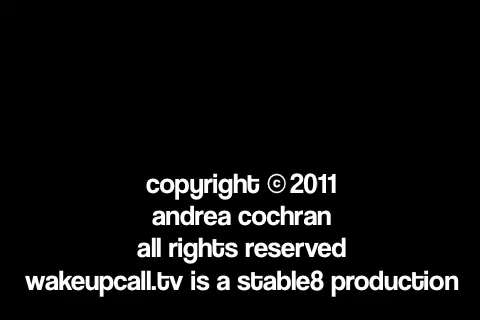 copyright © 2011
andrea cochran
all rights reserved
wakeupcall.tv is a stable8 production